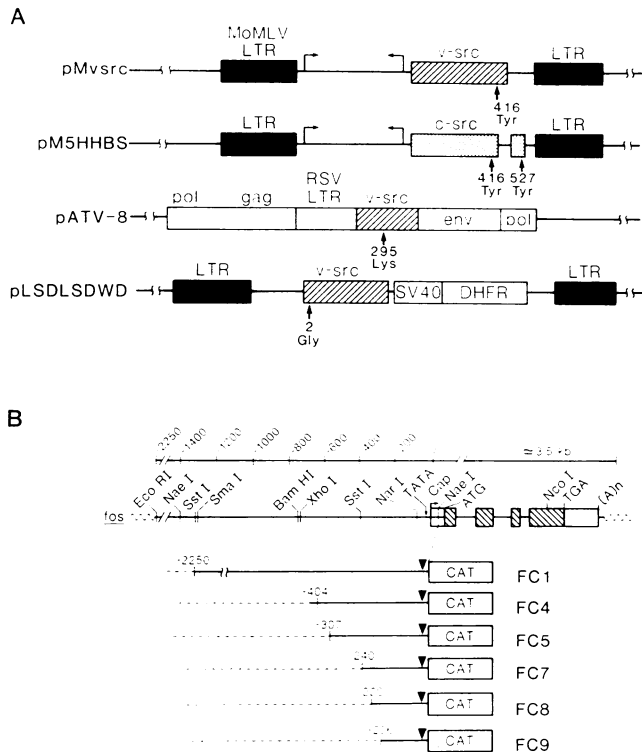 A
MoMLV
LTR
v-src
LTR
pMvsrc
416
Tyr
LTR
c-src
LTR
pM5HHBS
416
Tyr
527
Tyr
pol
gag
RSV
LTR
v-src
pATV-8
env
pol
295
Lys
LTR
v-src
LTR
pLSDLSDWD
SV40
DHFR
2
Gly
B
-2250
-1400
-1200
-1000
-800
-600
-400
≃3.5 kb
Eco RI
Nae I
Sst I
Sma I
Bam HI
Xho I
Sst I
Nar I
TATA
Cap
Nae I
ATG
Nco I
TGA
(A)n
fos
-2250
CAT
FC1
-404
CAT
FC4
CAT
FC5
CAT
FC7
CAT
FC8
CAT
FC9